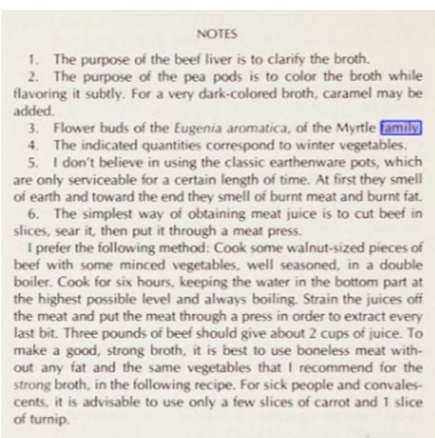 NOTES
1. The purpose of the beef liver is to clarify the broth.
2. The purpose of the pea pods is to color the broth while
flavoring it subtly. For a very dark-colored broth, caramel may be
added.
3. Flower buds of the Eugenia aromatica, of the Myrtle family.
4. The indicated quantities correspond to winter vegetables.
5. I don't believe in using the classic earthenware pots, which
are only serviceable for a certain length of time. At first they smell
of earth and toward the end they smell of burnt meat and burnt fat.
6. The simplest way of obtaining meat juice is to cut beef in
slices, sear it, then put it through a meat press.
I prefer the following method: Cook some walnut-sized pieces of
beef with some minced vegetables, well seasoned, in a double
boiler. Cook for six hours, keeping the water in the bottom part at
the highest possible level and always boiling. Strain the juices off
the meat and put the meat through a press in order to extract every
last bit. Three pounds of beef should give about 2 cups of juice. To
make a good, strong broth, it is best to use boneless meat with-
out any fat and the same vegetables that I recommend for the
strong broth, in the following recipe. For sick people and convales-
cents, it is advisable to use only a few slices of carrot and 1 slice
of turnip.